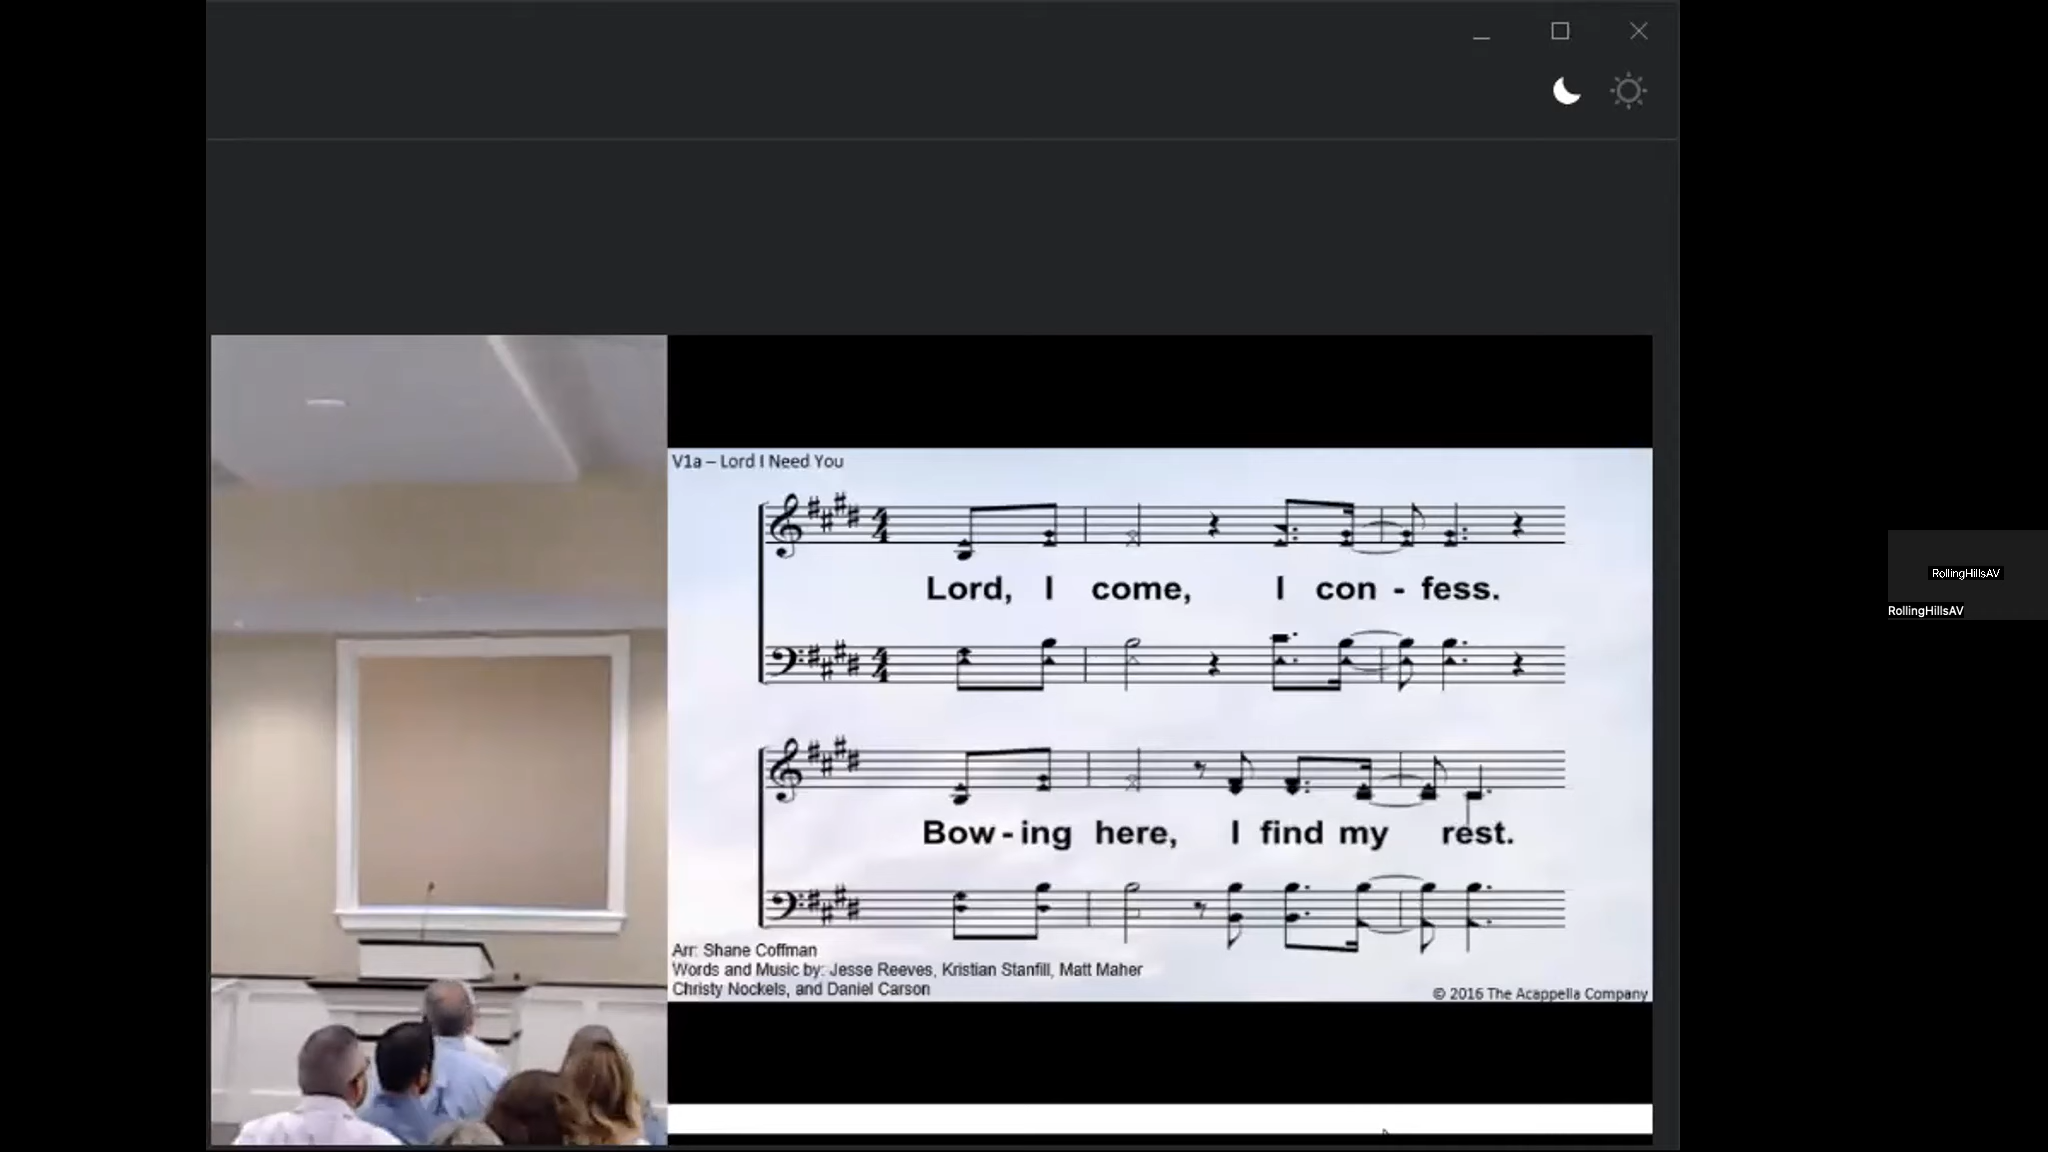 V1a – Lord I Need You
Lord, I come, I con - fess.
Bow - ing here, I find my rest.
Arr: Shane Coffman
Words and Music by: Jesse Reeves, Kristian Stanfill, Matt Maher
Christy Nockels, and Daniel Carson
© 2016 The Acappella Company
RollingHillsAV
RollingHillsAV